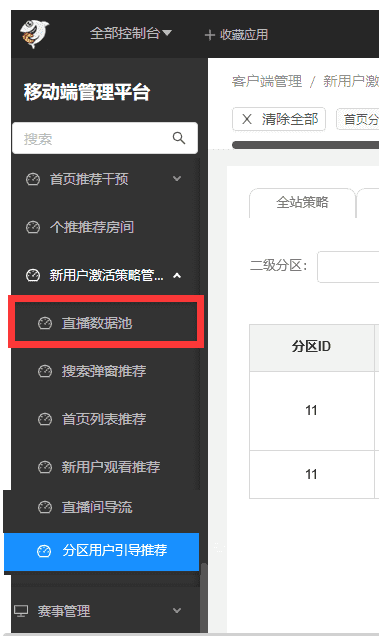 全部控制台 收藏应用
移动端管理平台
客户端管理 / 新用户激
搜索
清除全部 首页分
首页推荐干预
个推推荐房间
新用户激活策略管...
直播数据池
搜索弹窗推荐
首页列表推荐
新用户观看推荐
直播间导流
分区用户引导推荐
赛事管理
全站策略
二级分区：
分区ID
11
11